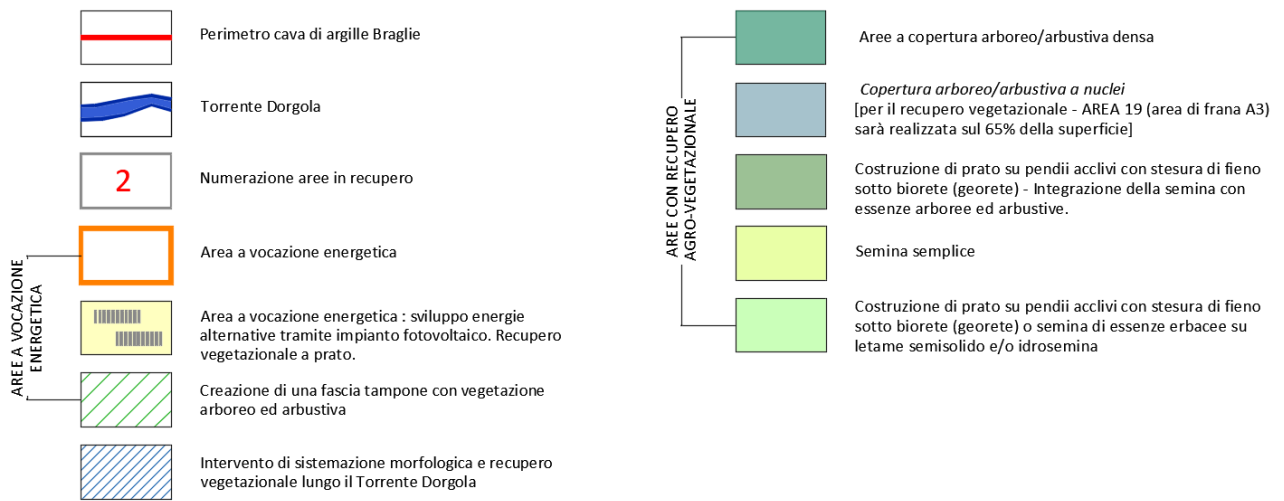 Perimetro cava di argille Braglie
Torrente Dorgola
2
Numerazione aree in recupero
AREE A VOCAZIONE
ENERGETICA
Area a vocazione energetica
Area a vocazione energetica : sviluppo energie
alternative tramite impianto fotovoltaico. Recupero
vegetazionale a prato.
Creazione di una fascia tampone con vegetazione
arboreo ed arbustiva
Intervento di sistemazione morfologica e recupero
vegetazionale lungo il Torrente Dorgola
AREE CON RECUPERO
AGRO-VEGETAZIONALE
Aree a copertura arboreo/arbustiva densa
Copertura arboreo/arbustiva a nuclei
[per il recupero vegetazionale - AREA 19 (area di frana A3)
sarà realizzata sul 65% della superficie]
Costruzione di prato su pendii acclivi con stesura di fieno
sotto biorete (georete) - Integrazione della semina con
essenze arboree ed arbustive.
Semina semplice
Costruzione di prato su pendii acclivi con stesura di fieno
sotto biorete (georete) o semina di essenze erbacee su
letame semisolido e/o idrosemina